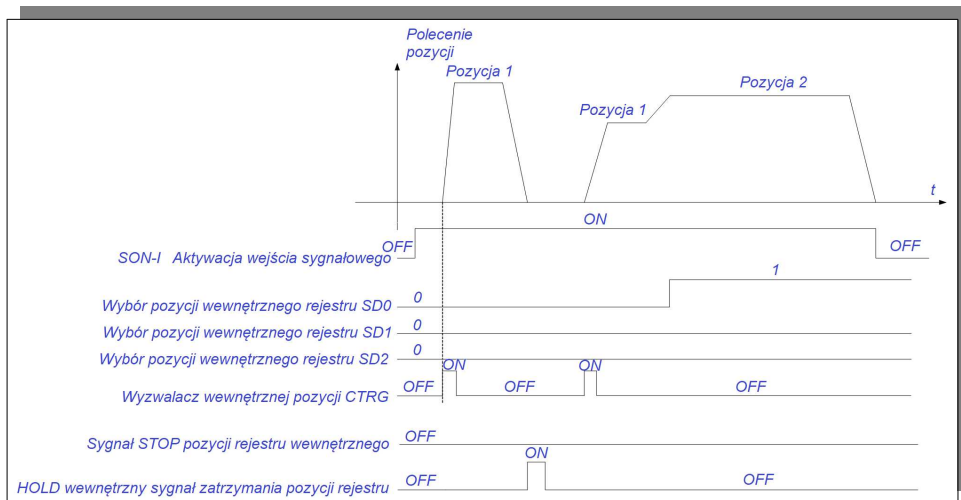 Polecenie
pozycji
Pozycja 1
Pozycja 2
Pozycja 1
t
ON
OFF
OFF
SON-I Aktywacja wejścia sygnałowego
1
Wybór pozycji wewnętrznego rejestru SD0
0
Wybór pozycji wewnętrznego rejestru SD1
0
Wybór pozycji wewnętrznego rejestru SD2
0
ON
ON
Wyzwalacz wewnętrznej pozycji CTRG
OFF
OFF
OFF
Sygnał STOP pozycji rejestru wewnętrznego
OFF
ON
HOLD wewnętrzny sygnał zatrzymania pozycji rejestru
OFF
OFF